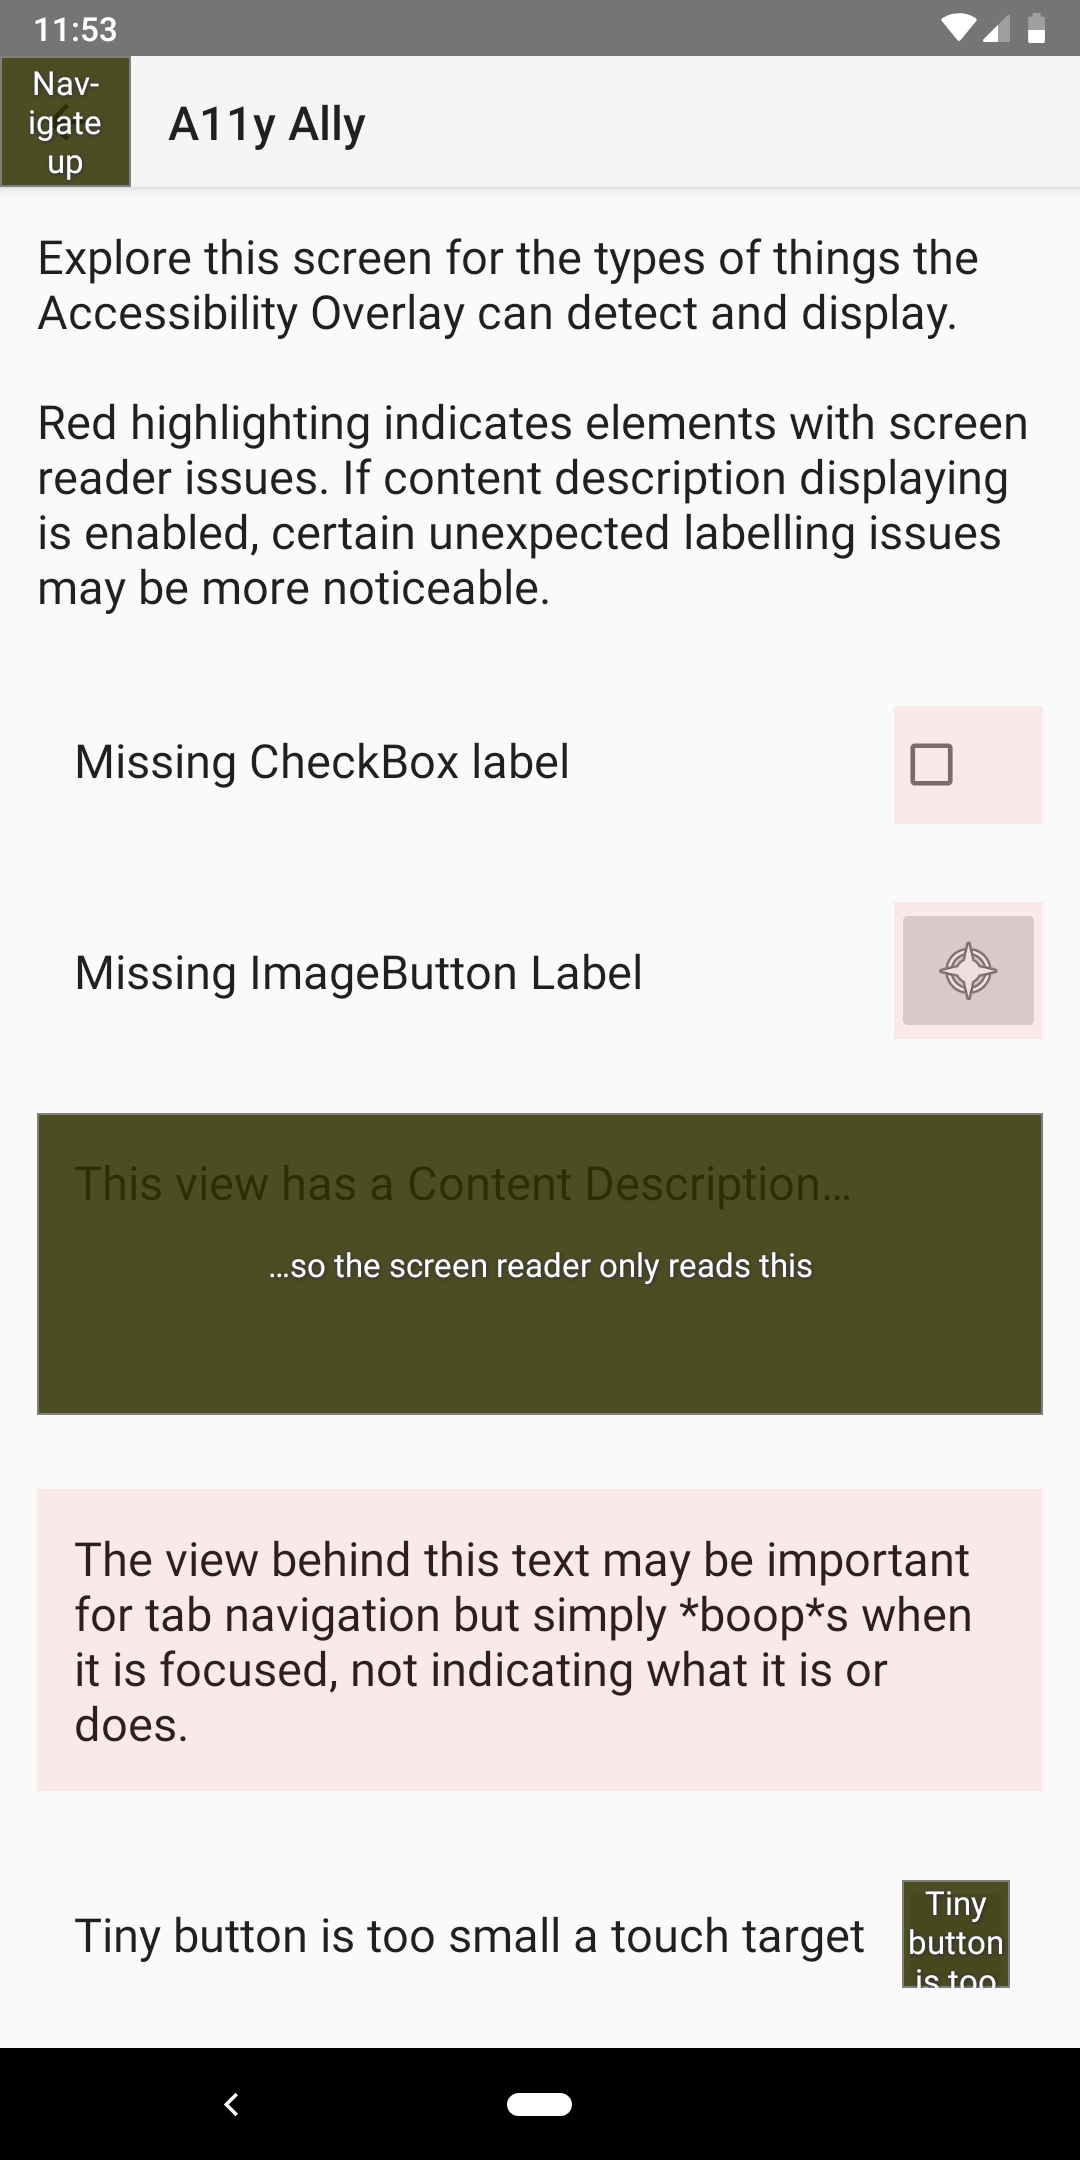 11:53
Nav-
igate
up
A11y Ally
Explore this screen for the types of things the
Accessibility Overlay can detect and display.
Red highlighting indicates elements with screen
reader issues. If content description displaying
is enabled, certain unexpected labelling issues
may be more noticeable.
Missing CheckBox label
Missing ImageButton Label
This view has a Content Description…
…so the screen reader only reads this
The view behind this text may be important
for tab navigation but simply *boop*s when
it is focused, not indicating what it is or
does.
Tiny button is too small a touch target
Tiny
button
is too